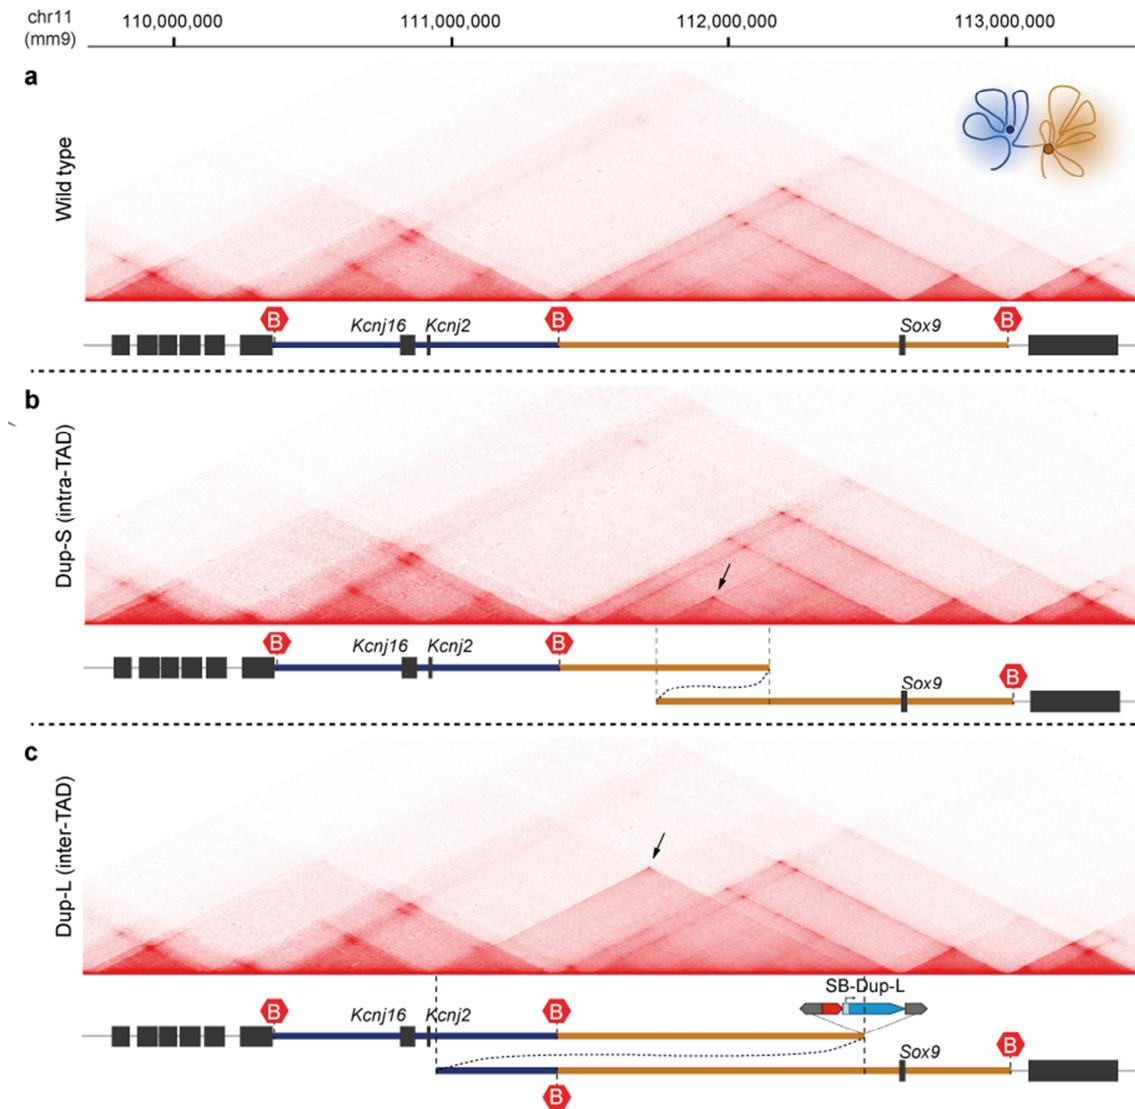 chr11 110,000,000 111,000,000 112,000,000 113,000,000
(mm9)
a
Wild type
Kcnj16 Kcnj2 Sox9
B B B
b
Dup-S (intra-TAD)
B Kcnj16 Kcnj2 B
Sox9 B
c
Dup-L (inter-TAD)
SB-Dup-L
B Kcnj16 Kcnj2 B
Sox9 B
B